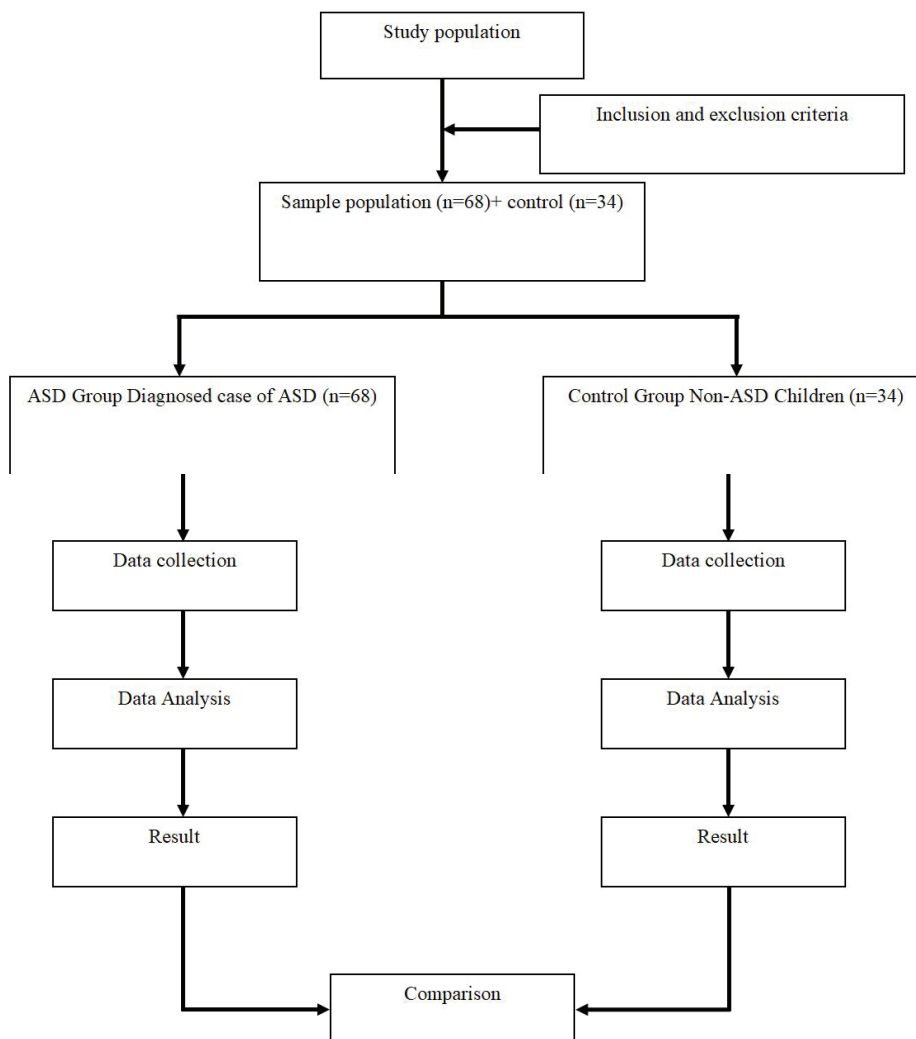 Study population
Inclusion and exclusion criteria
Sample population (n=68)+ control (n=34)
ASD Group Diagnosed case of ASD (n=68)
Control Group Non-ASD Children (n=34)
Data collection
Data collection
Data Analysis
Data Analysis
Result
Result
Comparison